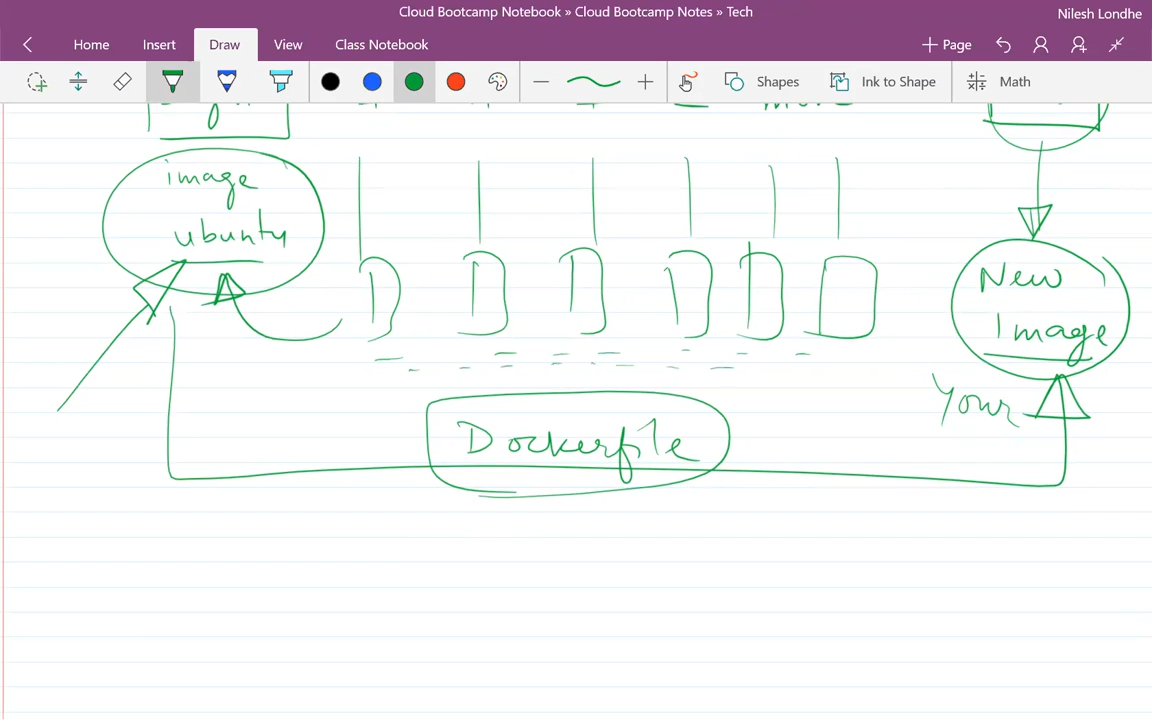 Cloud Bootcamp Notebook » Cloud Bootcamp Notes » Tech
Nilesh Londhe
Home Insert Draw View Class Notebook
Page
Shapes Ink to Shape Math
image
ubuntu
New
Image
Your
Dockerfile